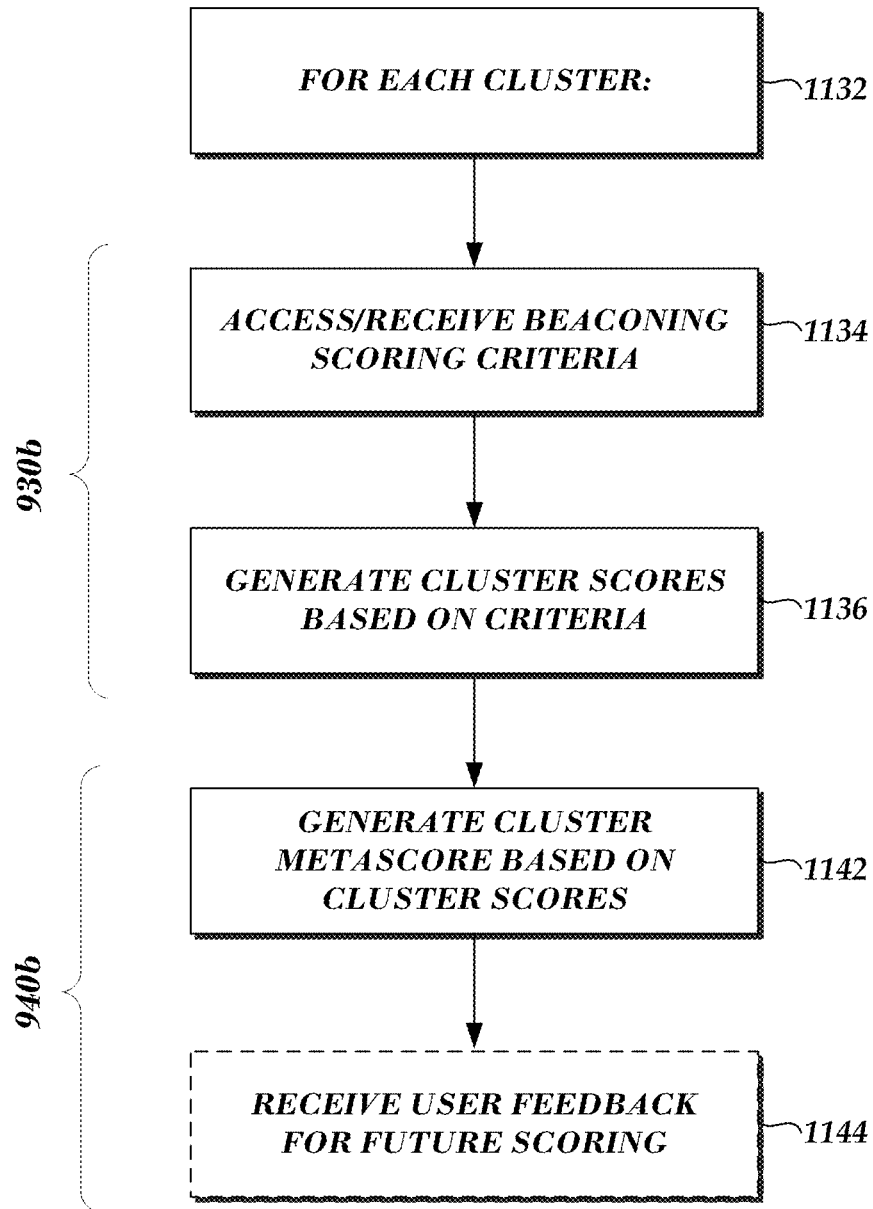 FOR EACH CLUSTER:
1132
930b
ACCESS/RECEIVE BEACONING
SCORING CRITERIA
1134
GENERATE CLUSTER SCORES
BASED ON CRITERIA
1136
940b
GENERATE CLUSTER
METASCORE BASED ON
CLUSTER SCORES
1142
RECEIVE USER FEEDBACK
FOR FUTURE SCORING
1144